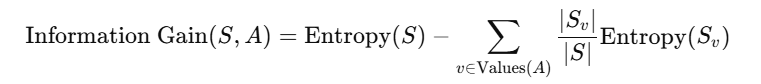 Information Gain(S, A) = Entropy(S) − ∑_{v∈Values(A)} |S_v|/|S| Entropy(S_v)